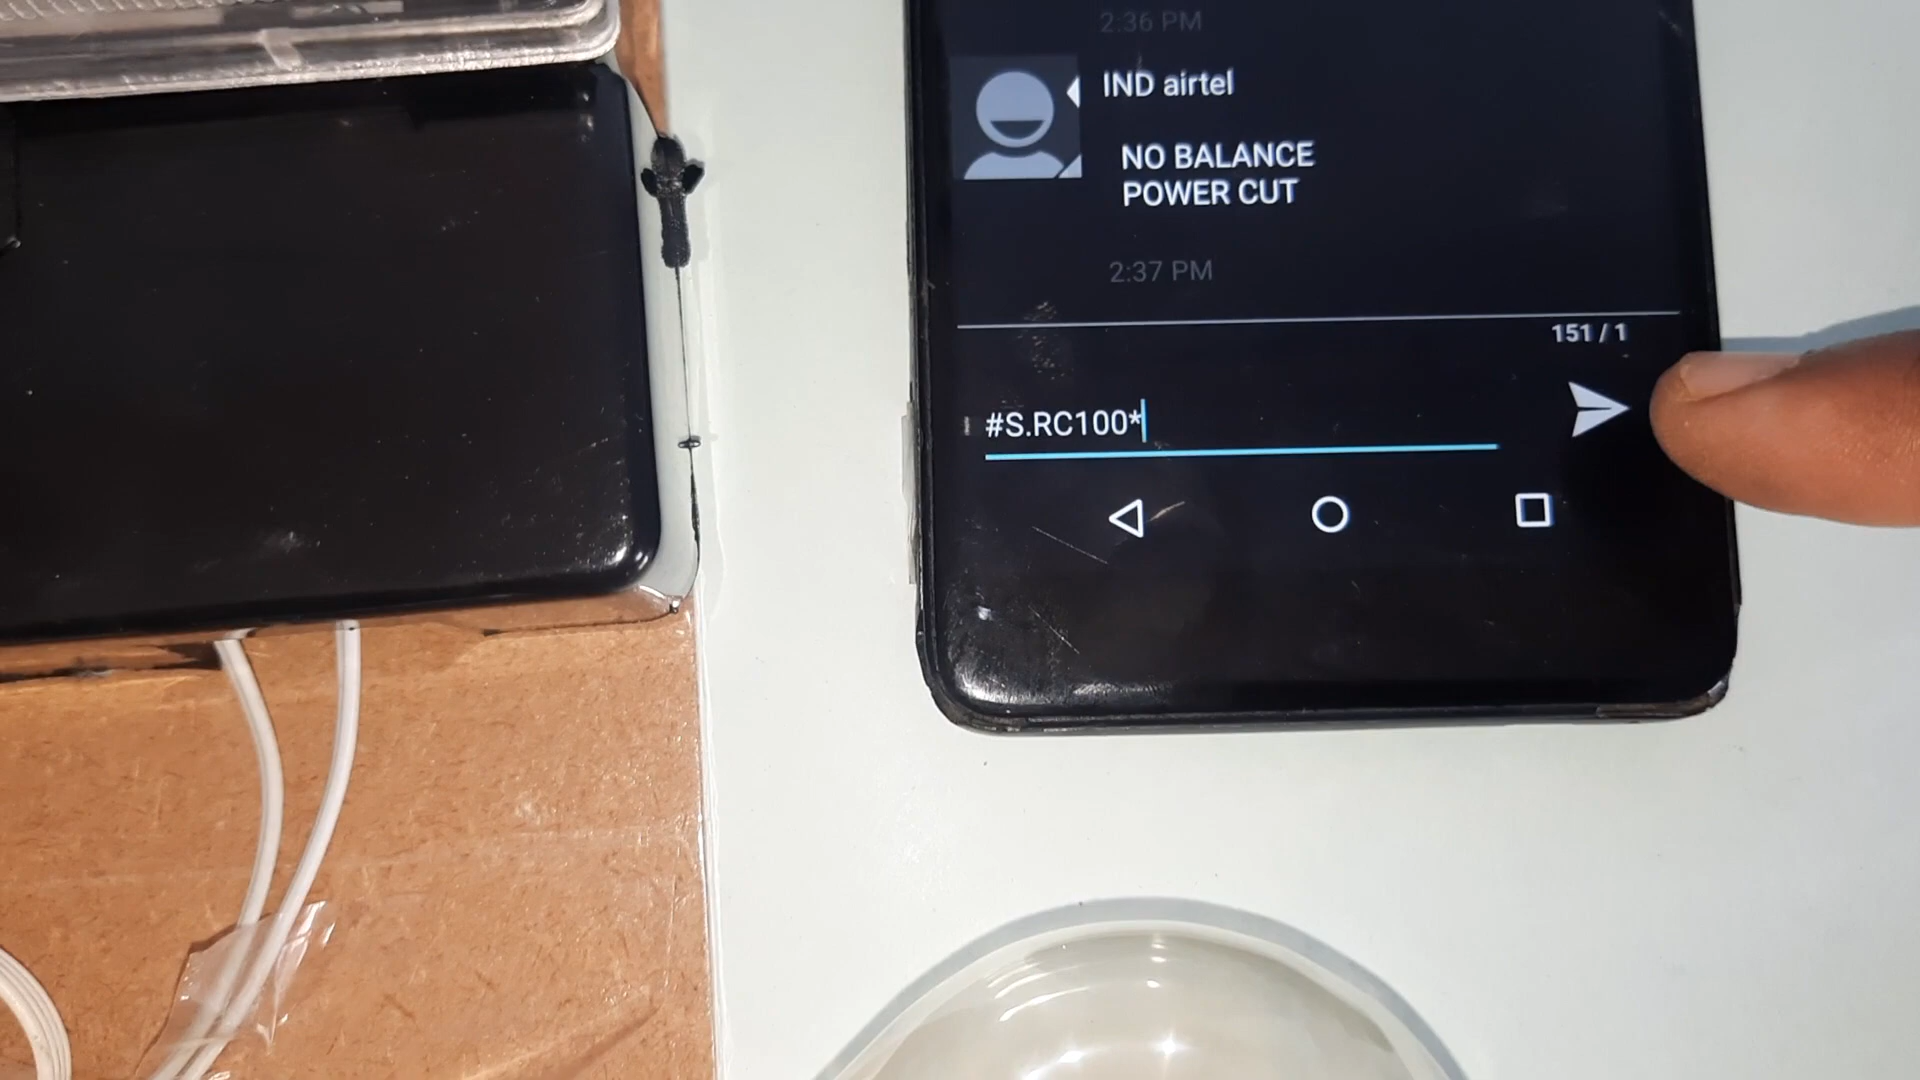 2:36 PM
IND airtel
NO BALANCE
POWER CUT
2:37 PM
151 / 1
#S.RC100*